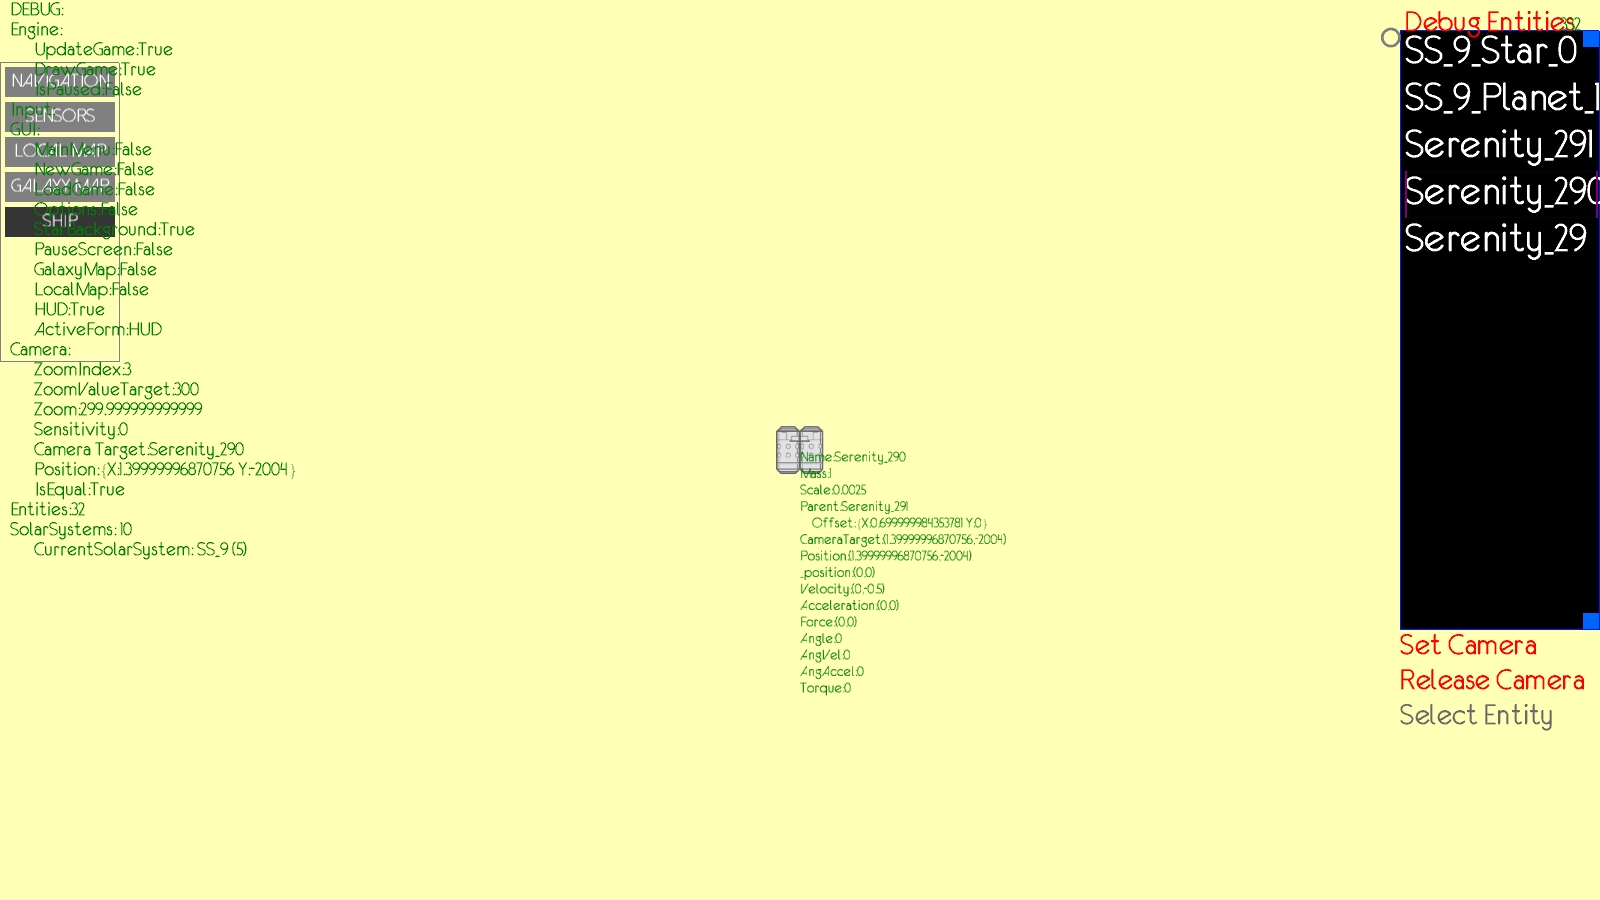 DEBUG:
Engine:
UpdateGame:True
DrawGame:True
IsPaused:False
Input
GUI:
MainMenu:False
NewGame:False
LoadGame:False
Options:False
StarBackground:True
PauseScreen:False
GalaxyMap:False
LocalMap:False
HUD:True
ActiveForm:HUD
Camera:
ZoomIndex:3
ZoomValueTarget:300
Zoom:299.999999999999
Sensitivity:0
Camera Target:Serenity_290
Position:{X:1.39999996870756 Y:-2004}
IsEqual:True
Entities:32
SolarSystems: 10
CurrentSolarSystem: SS_9 (5)
NAVIGATION
SENSORS
LOCAL MAP
GALAXY MAP
SHIP
Name:Serenity_290
Mass:1
Scale:0.0025
Parent:Serenity_291
Offset:{X:0.699999984353781 Y:0}
CameraTarget:(1.39999996870756,-2004)
Position:(1.39999996870756,-2004)
_position:(0,0)
Velocity:(0,-0.5)
Acceleration:(0,0)
Force:(0,0)
Angle:0
AngVel:0
AngAccel:0
Torque:0
Debug Entities
SS_9_Star_0
SS_9_Planet_1
Serenity_291
Serenity_290
Serenity_29
Set Camera
Release Camera
Select Entity